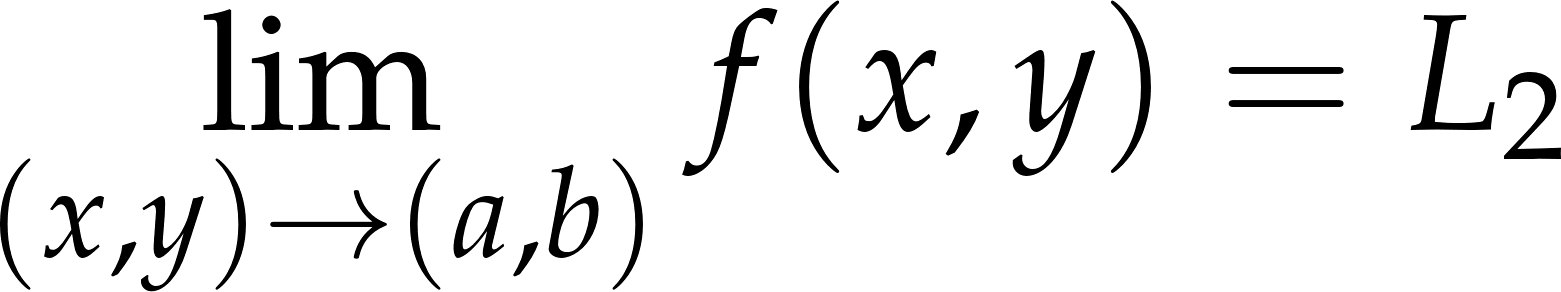 lim f(x, y) = L₂
(x,y)→(a,b)